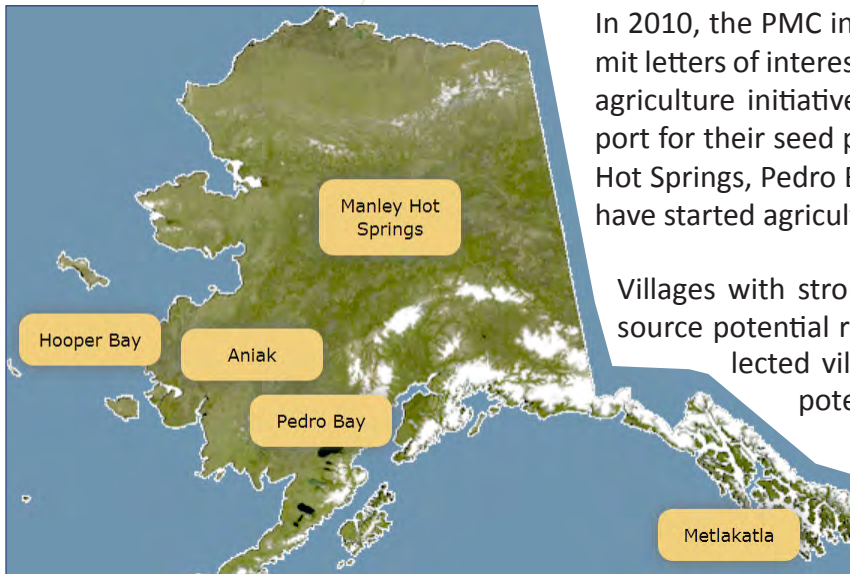 In 2010, the PMC in
mit letters of interes
agriculture initiative
port for their seed p
Hot Springs, Pedro B
have started agricult
Villages with stro
source potential r
lected vil
pote
Manley Hot
Springs
Hooper Bay
Aniak
Pedro Bay
Metlakatla